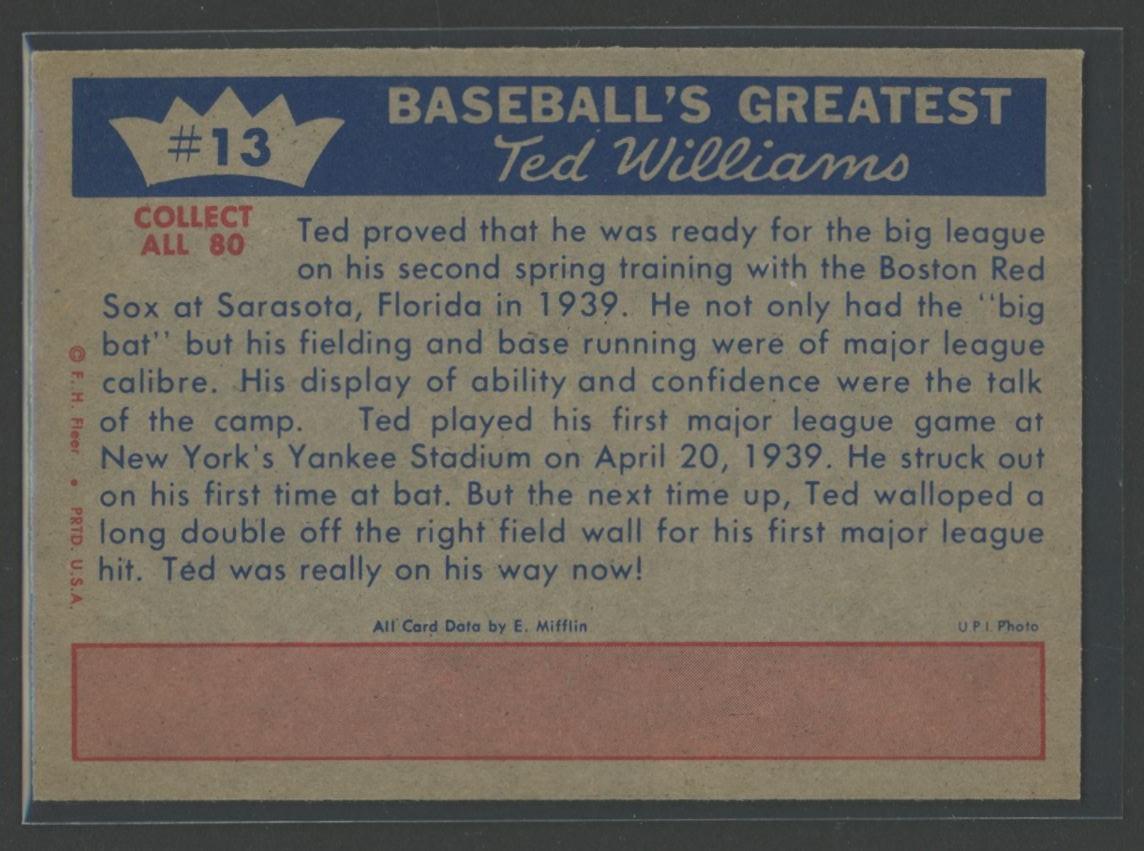 #13
BASEBALL'S GREATEST
Ted Williams
COLLECT
ALL 80
Ted proved that he was ready for the big league
on his second spring training with the Boston Red
Sox at Sarasota, Florida in 1939. He not only had the "big
bat" but his fielding and base running were of major league
calibre. His display of ability and confidence were the talk
of the camp. Ted played his first major league game at
New York's Yankee Stadium on April 20, 1939. He struck out
on his first time at bat. But the next time up, Ted walloped a
long double off the right field wall for his first major league
hit. Ted was really on his way now!
© F. H. Fleer • PRTD. U.S.A.
All Card Data by E. Mifflin
U P I Photo